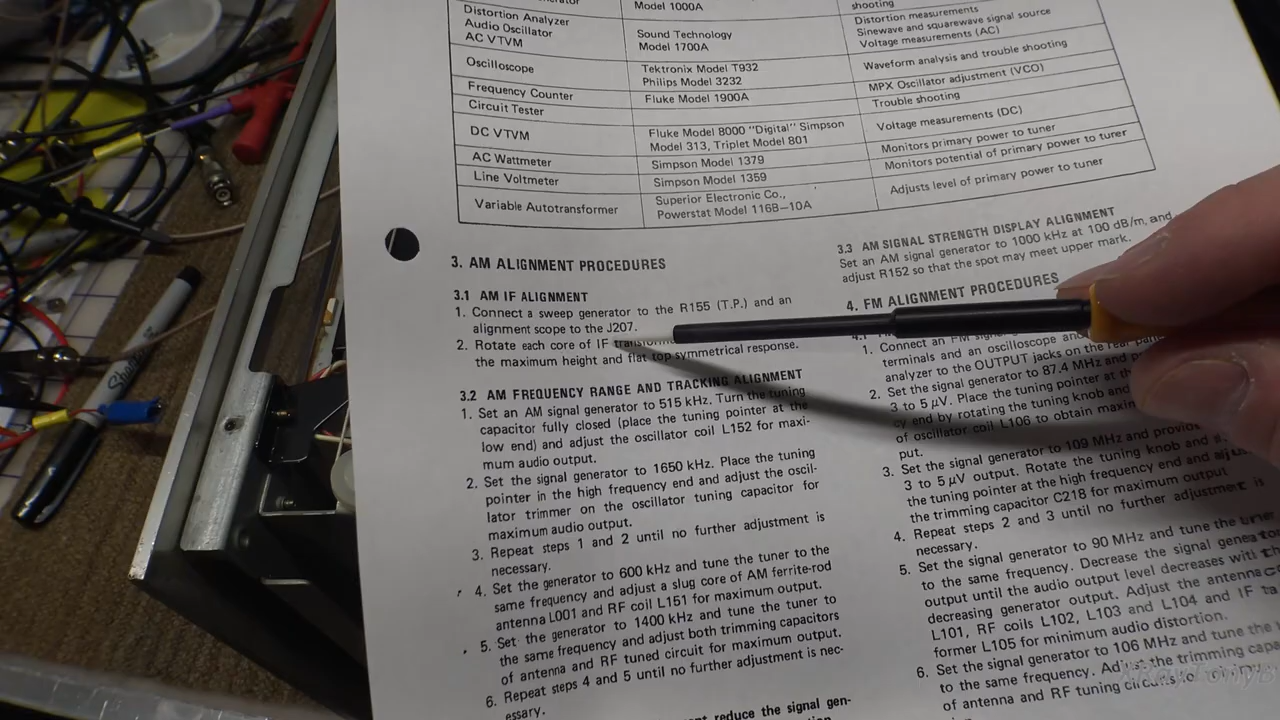 Model 1000A
shooting
Distortion Analyzer
Audio Oscillator
AC VTVM
Sound Technology
Model 1700A
Distortion measurements
Sinewave and squarewave signal source
Voltage measurements (AC)
Oscilloscope
Tektronix Model T932
Philips Model 3232
Waveform analysis and trouble shooting
Frequency Counter
Fluke Model 1900A
MPX Oscillator adjustment (VCO)
Circuit Tester
Trouble shooting
DC VTVM
Fluke Model 8000 "Digital" Simpson
Model 313, Triplet Model 801
Voltage measurements (DC)
AC Wattmeter
Simpson Model 1379
Monitors primary power to tuner
Line Voltmeter
Simpson Model 1359
Monitors potential of primary power to turer
Variable Autotransformer
Superior Electronic Co.,
Powerstat Model 116B-10A
Adjusts level of primary power to tuner
3. AM ALIGNMENT PROCEDURES
3.1 AM IF ALIGNMENT
1. Connect a sweep generator to the R155 (T.P.) and an
alignment scope to the J207.
2. Rotate each core of IF
the maximum height and flat top symmetrical response.
3.2 AM FREQUENCY RANGE AND TRACKING ALIGNMENT
1. Set an AM signal generator to 515 kHz. Turn the tuning
capacitor fully closed (place the tuning pointer at the
low end) and adjust the oscillator coil L152 for maxi-
mum audio output.
2. Set the signal generator to 1650 kHz. Place the tuning
pointer in the high frequency end and adjust the oscil-
lator trimmer on the oscillator tuning capacitor for
maximum audio output.
3. Repeat steps 1 and 2 until no further adjustment is
necessary.
4. Set the generator to 600 kHz and tune the tuner to the
same frequency and adjust a slug core of AM ferrite-rod
antenna L001 and RF coil L151 for maximum output.
5. Set the generator to 1400 kHz and tune the tuner to
the same frequency and adjust both trimming capacitors
of antenna and RF tuned circuit for maximum output.
6. Repeat steps 4 and 5 until no further adjustment is nec-
essary.
reduce the signal gen-
3.3 AM SIGNAL STRENGTH DISPLAY ALIGNMENT
Set an AM signal generator to 1000 kHz at 100 dB/m, and
adjust R152 so that the spot may meet upper mark.
4. FM ALIGNMENT PROCEDURES
1. Connect an FM
terminals and an oscilloscope
analyzer to the OUTPUT jacks on the rear
2. Set the signal generator to 87.4 MHz and
3 to 5 μV. Place the tuning pointer at
cy end by rotating the tuning knob and
of oscillator coil L106 to obtain
put.
3. Set the signal generator to 109 MHz and
3 to 5 μV output. Rotate the tuning knob and
the tuning pointer at the high frequency end and
the trimming capacitor C218 for maximum output
4. Repeat steps 2 and 3 until no further adjustment is
necessary.
5. Set the signal generator to 90 MHz and tune the tuner
to the same frequency. Decrease the signal
output until the audio output level decreases with
decreasing generator output. Adjust the antenna
L101, RF coils L102, L103 and L104 and IF
former L105 for minimum audio distortion.
6. Set the signal generator to 106 MHz and tune the
to the same frequency. Adjust the trimming
of antenna and RF tuning
Sharpie
XRayTonyB